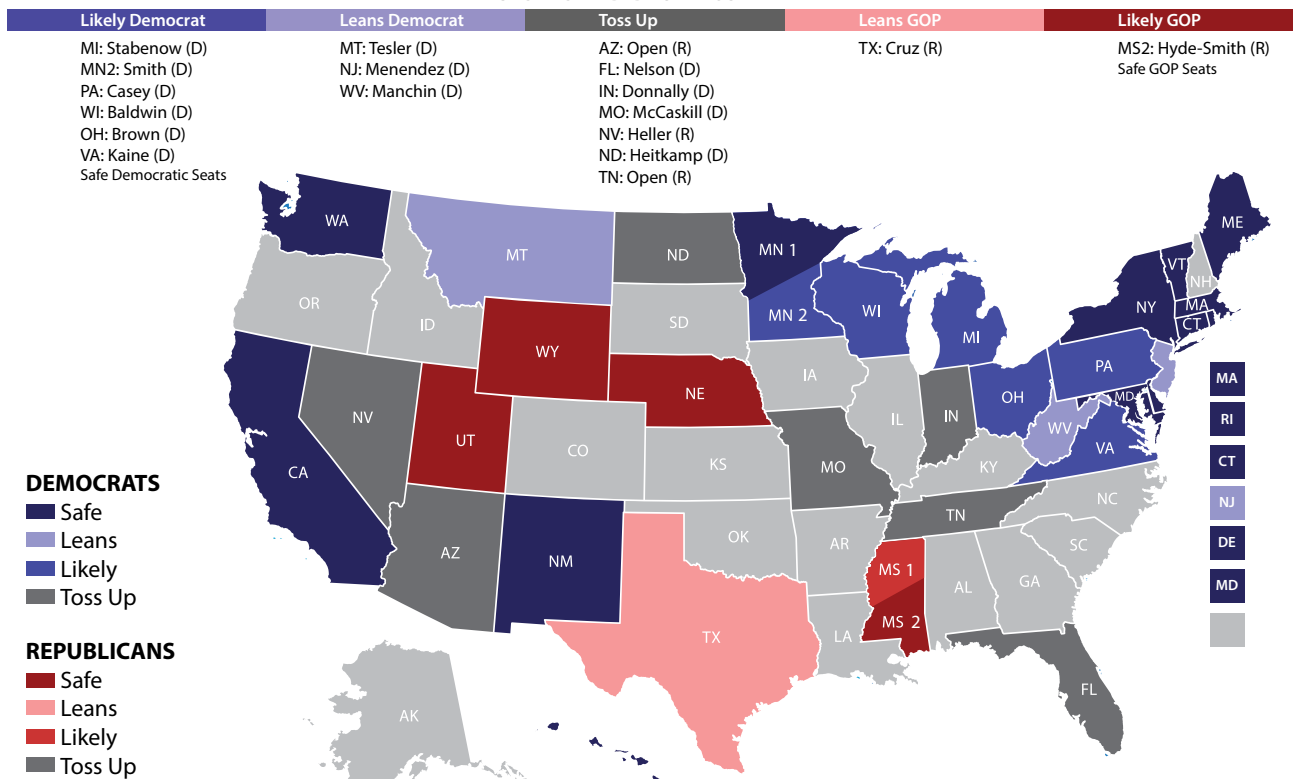 Likely Democrat
MI: Stabenow (D)
MN2: Smith (D)
PA: Casey (D)
WI: Baldwin (D)
OH: Brown (D)
VA: Kaine (D)
Safe Democratic Seats
Leans Democrat
MT: Tesler (D)
NJ: Menendez (D)
WV: Manchin (D)
Toss Up
AZ: Open (R)
FL: Nelson (D)
IN: Donnally (D)
MO: McCaskill (D)
NV: Heller (R)
ND: Heitkamp (D)
TN: Open (R)
Leans GOP
TX: Cruz (R)
Likely GOP
MS2: Hyde-Smith (R)
Safe GOP Seats
WA
MT
ND
MN 1
ME
VT
NH
OR
ID
SD
MN 2
WI
MI
NY
MA
CT
WY
NE
IA
PA
NV
UT
CO
IL
IN
OH
MD
WV
VA
CA
KS
MO
KY
NC
TN
AZ
NM
OK
AR
SC
MS 1
AL
GA
MS 2
TX
LA
FL
AK
MA
RI
CT
NJ
DE
MD
DEMOCRATS
Safe
Leans
Likely
Toss Up
REPUBLICANS
Safe
Leans
Likely
Toss Up